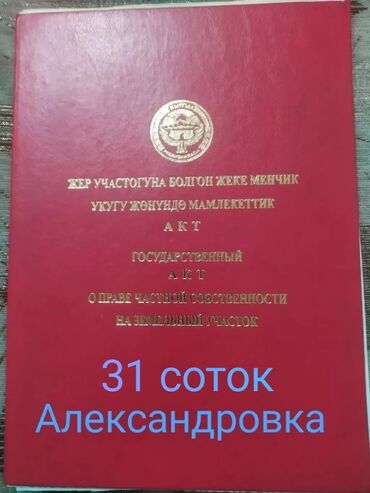 ЖЕР УЧАСТОГУНА БОЛГОН ЖЕКЕ МЕНЧИК
УКУГУ ЖӨНҮНДӨ МАМЛЕКЕТТИК
АКТ
ГОСУДАРСТВЕННЫЙ
АКТ
О ПРАВЕ ЧАСТНОЙ СОБСТВЕННОСТИ
НА ЗЕМЕЛЬНЫЙ УЧАСТОК
31 соток
Александровка